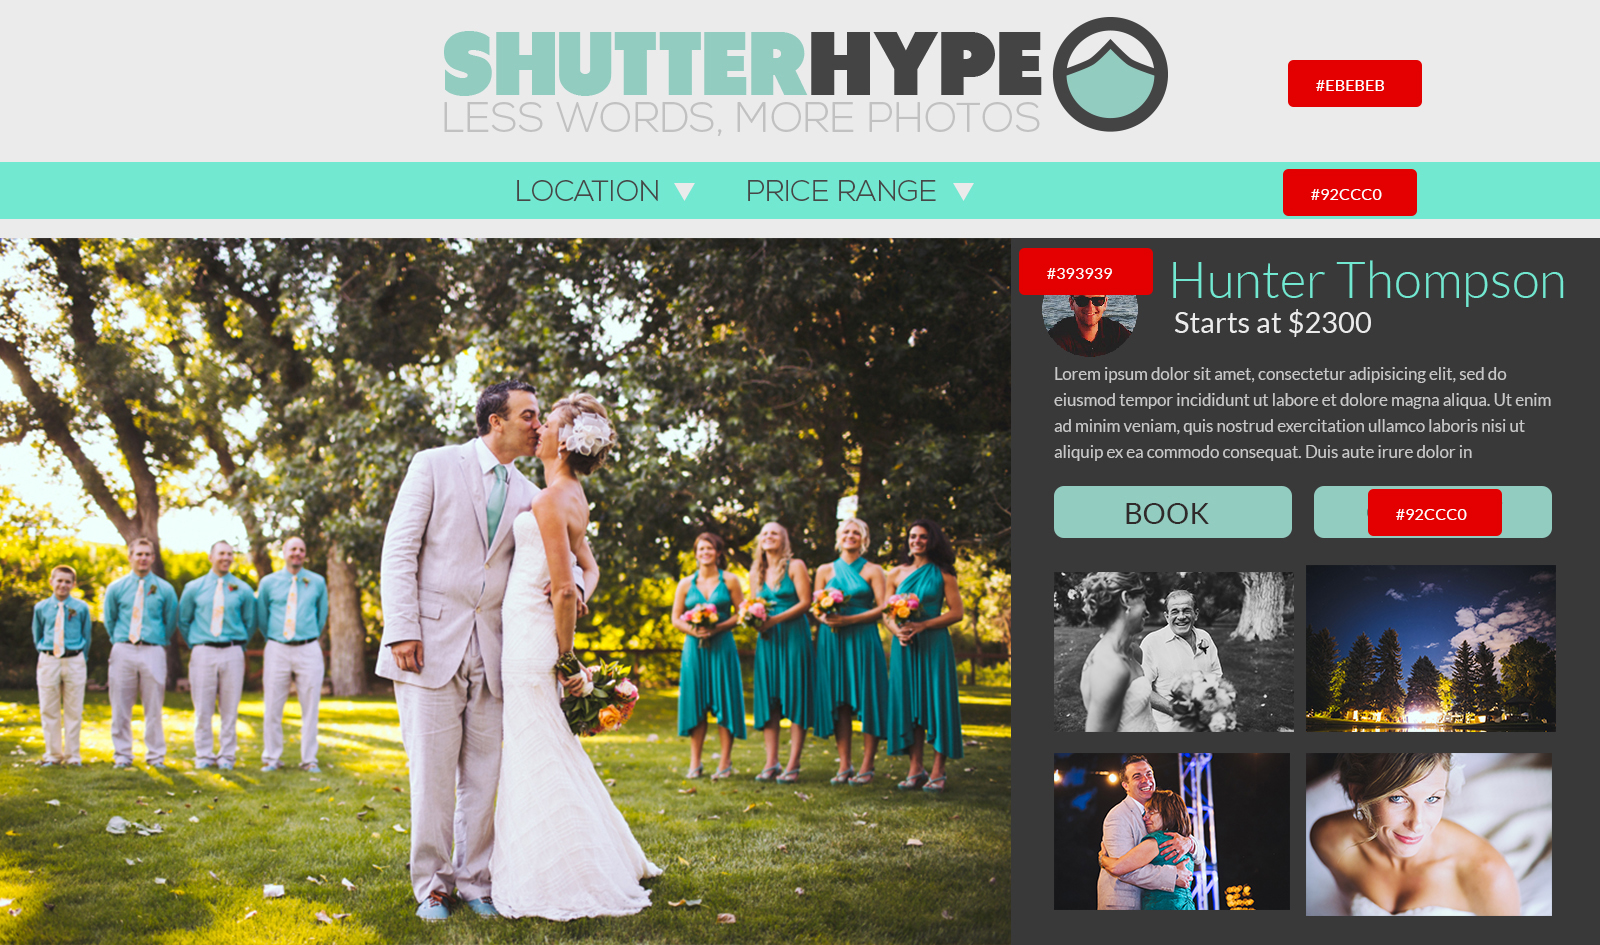 SHUTTERHYPE
LESS WORDS, MORE PHOTOS
#EBEBEB
LOCATION ▼ PRICE RANGE ▼
#92CCC0
#393939
Hunter Thompson
Starts at $2300
Lorem ipsum dolor sit amet, consectetur adipisicing elit, sed do
eiusmod tempor incididunt ut labore et dolore magna aliqua. Ut enim
ad minim veniam, quis nostrud exercitation ullamco laboris nisi ut
aliquip ex ea commodo consequat. Duis aute irure dolor in
BOOK
#92CCC0